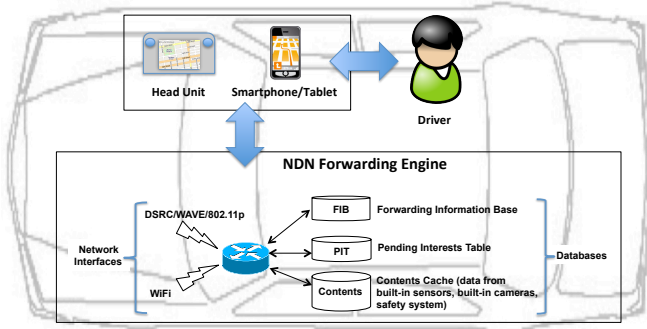 Head Unit
Smartphone/Tablet
Driver
NDN Forwarding Engine
DSRC/WAVE/802.11p
Network
Interfaces
WiFi
FIB
Forwarding Information Base
PIT
Pending Interests Table
Contents
Contents Cache (data from
built-in sensors, built-in cameras,
safety system)
Databases